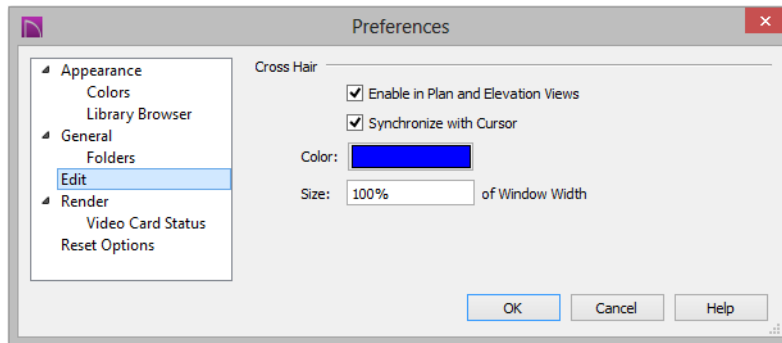 Preferences
Appearance
Colors
Library Browser
General
Folders
Edit
Render
Video Card Status
Reset Options
Cross Hair
Enable in Plan and Elevation Views
Synchronize with Cursor
Color:
Size: 100% of Window Width
OK Cancel Help